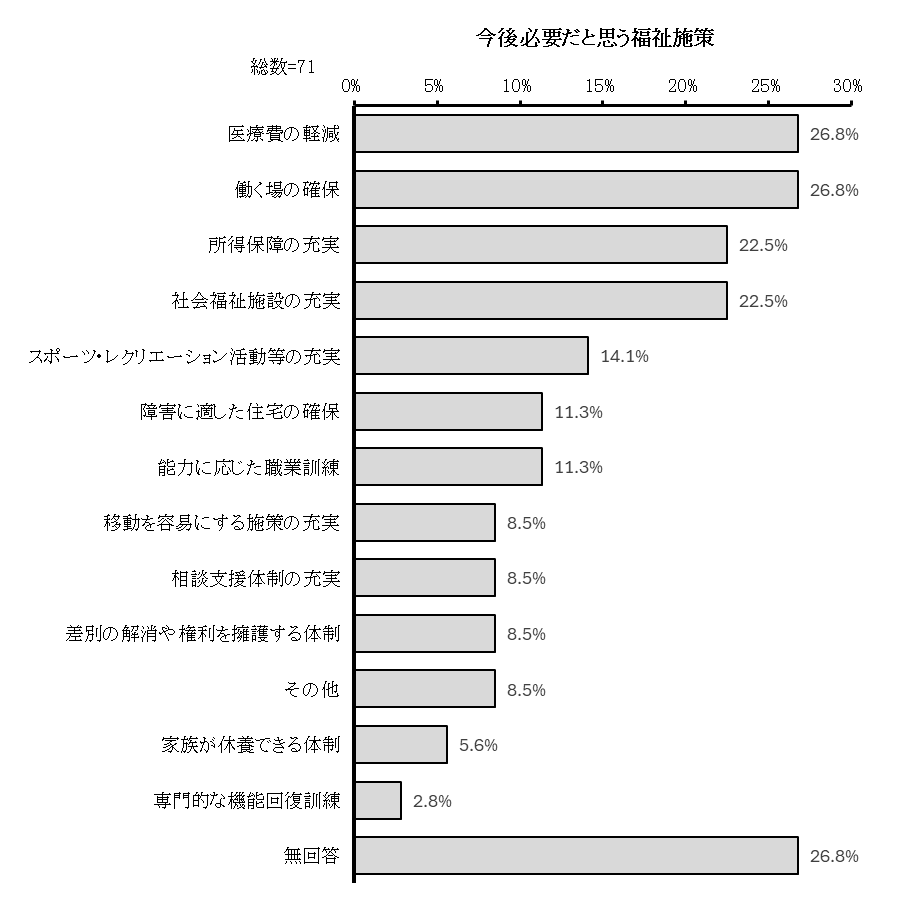 今後必要だと思う福祉施策
総数=71
0% 5% 10% 15% 20% 25% 30%
医療費の軽減 26.8%
働く場の確保 26.8%
所得保障の充実 22.5%
社会福祉施設の充実 22.5%
スポーツ・レクリエーション活動等の充実 14.1%
障害に適した住宅の確保 11.3%
能力に応じた職業訓練 11.3%
移動を容易にする施策の充実 8.5%
相談支援体制の充実 8.5%
差別の解消や権利を擁護する体制 8.5%
その他 8.5%
家族が休養できる体制 5.6%
専門的な機能回復訓練 2.8%
無回答 26.8%